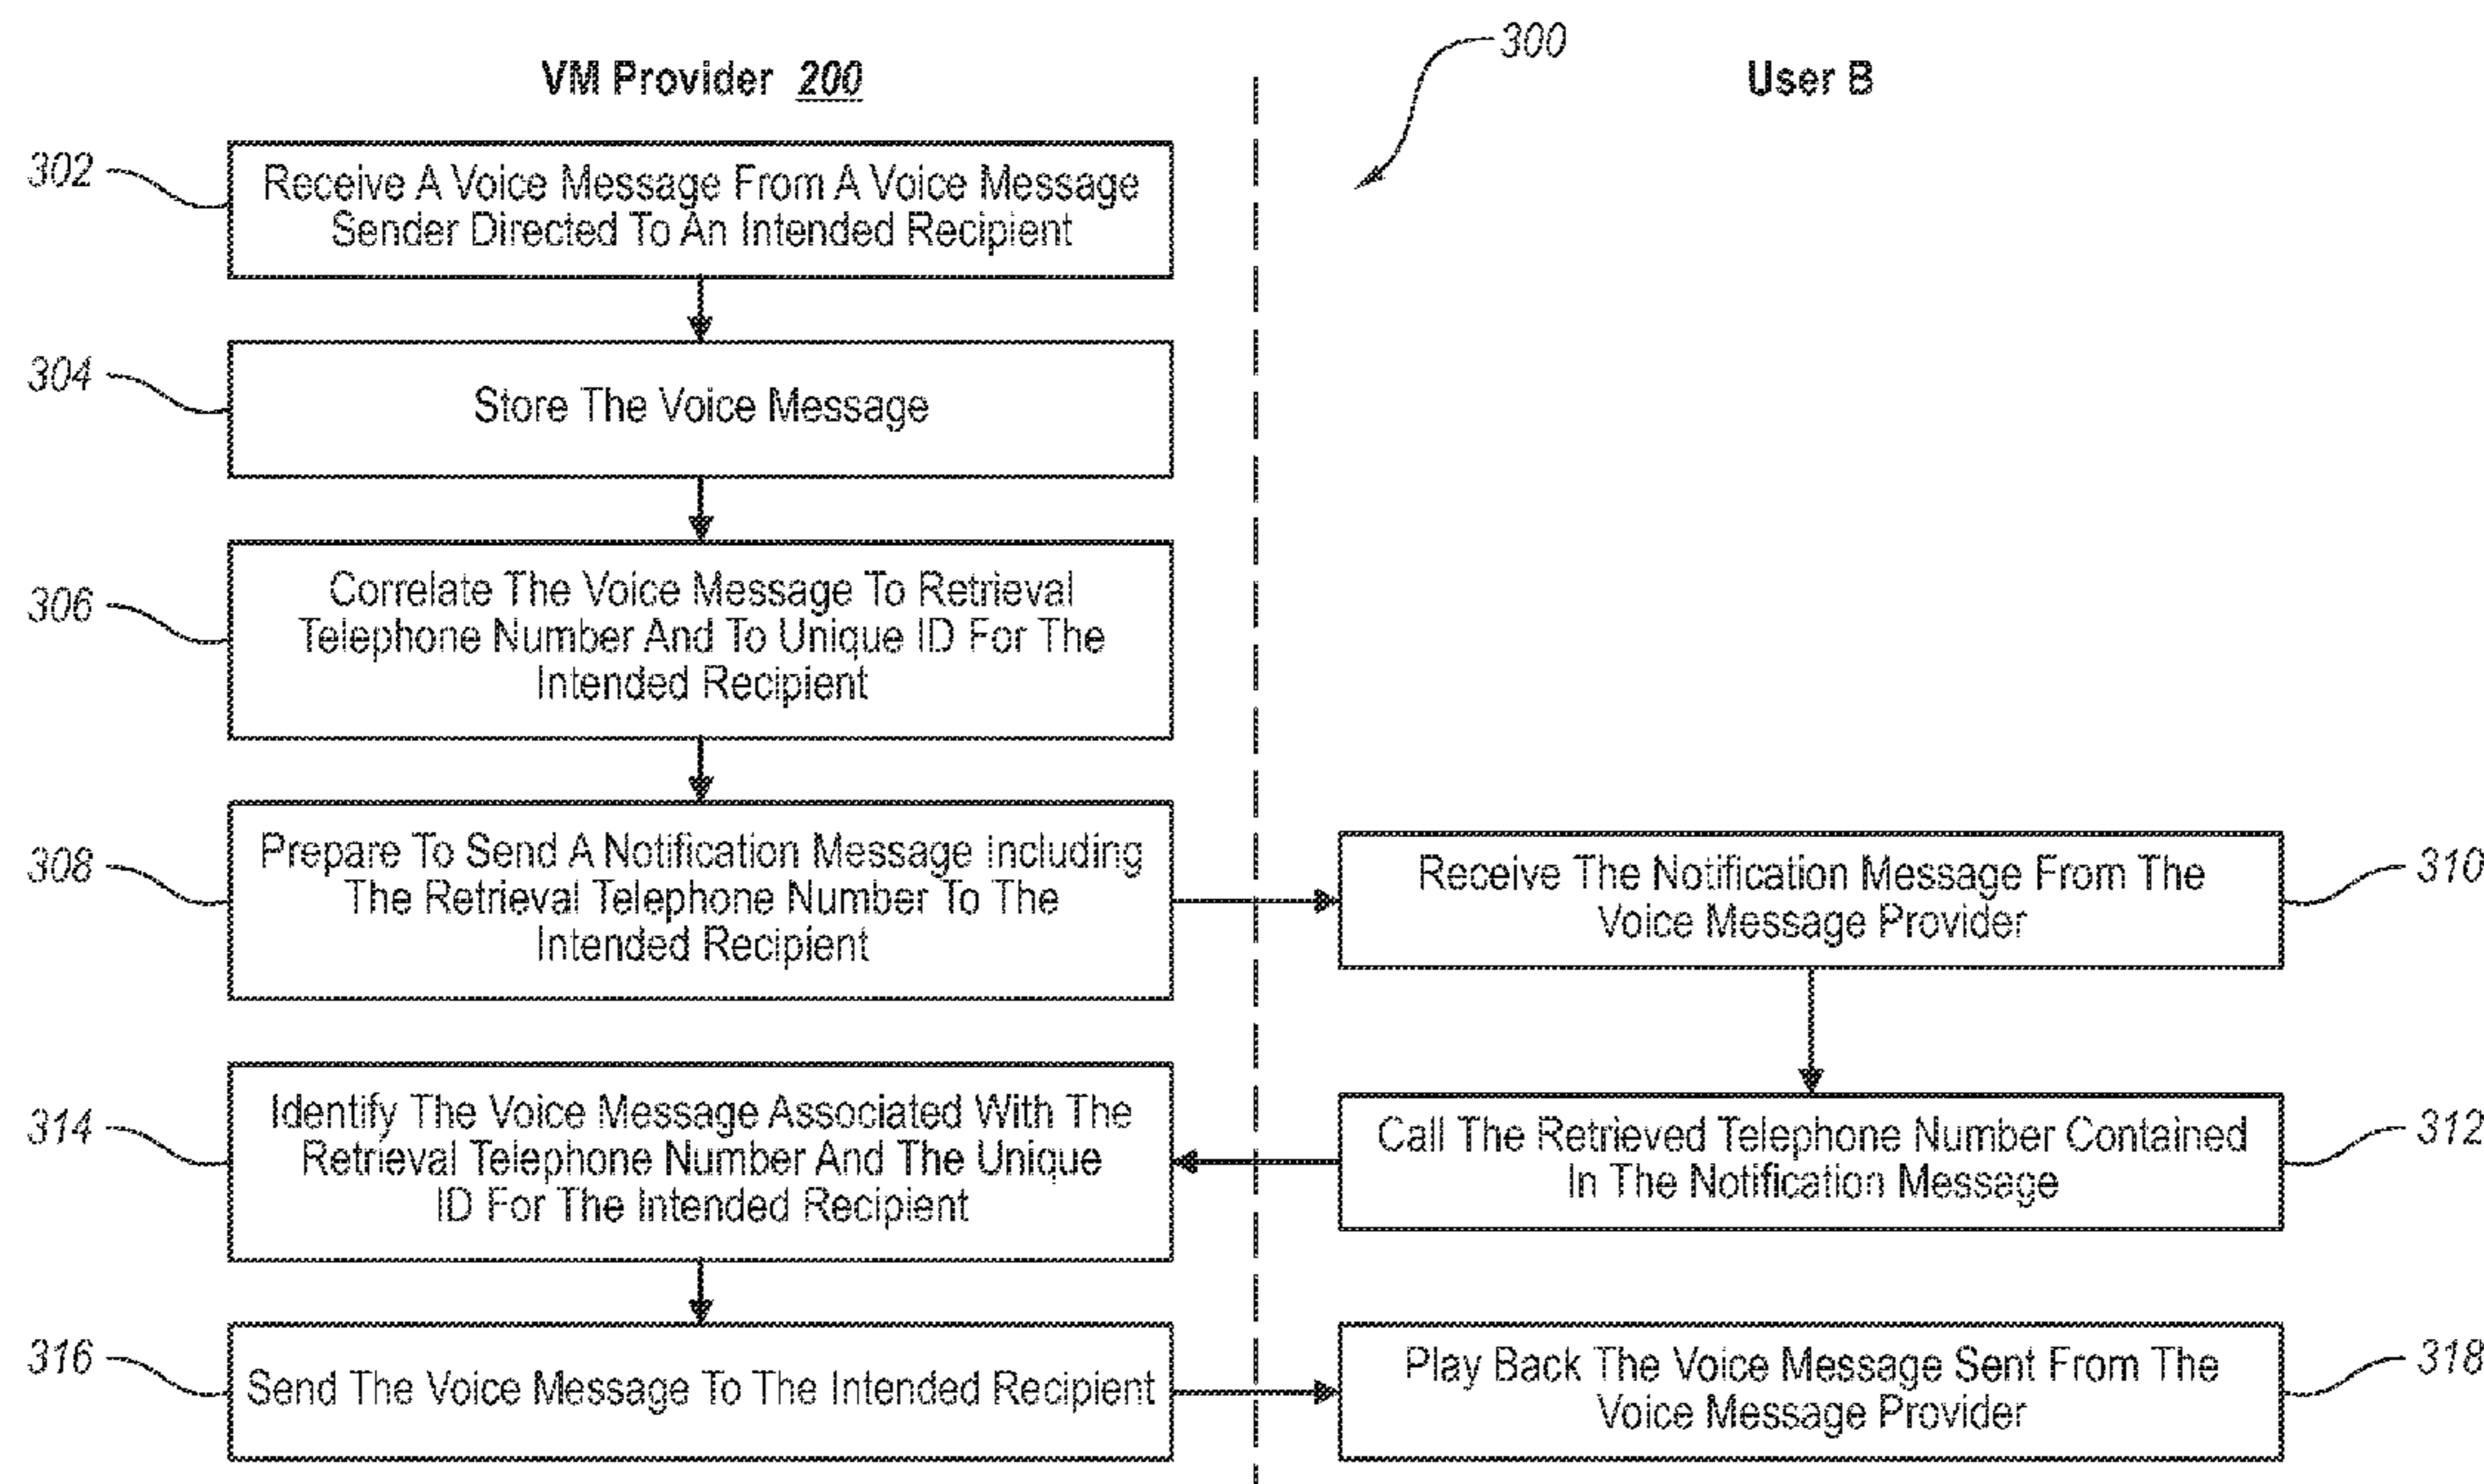 300
VM Provider 200
User B
302
Receive A Voice Message From A Voice Message
Sender Directed To An Intended Recipient
304
Store The Voice Message
306
Correlate The Voice Message To Retrieval
Telephone Number And To Unique ID For The
Intended Recipient
308
Prepare To Send A Notification Message Including
The Retrieval Telephone Number To The
Intended Recipient
310
Receive The Notification Message From The
Voice Message Provider
314
Identify The Voice Message Associated With The
Retrieval Telephone Number And The Unique
ID For The Intended Recipient
312
Call The Retrieved Telephone Number Contained
In The Notification Message
316
Send The Voice Message To The Intended Recipient
318
Play Back The Voice Message Sent From The
Voice Message Provider